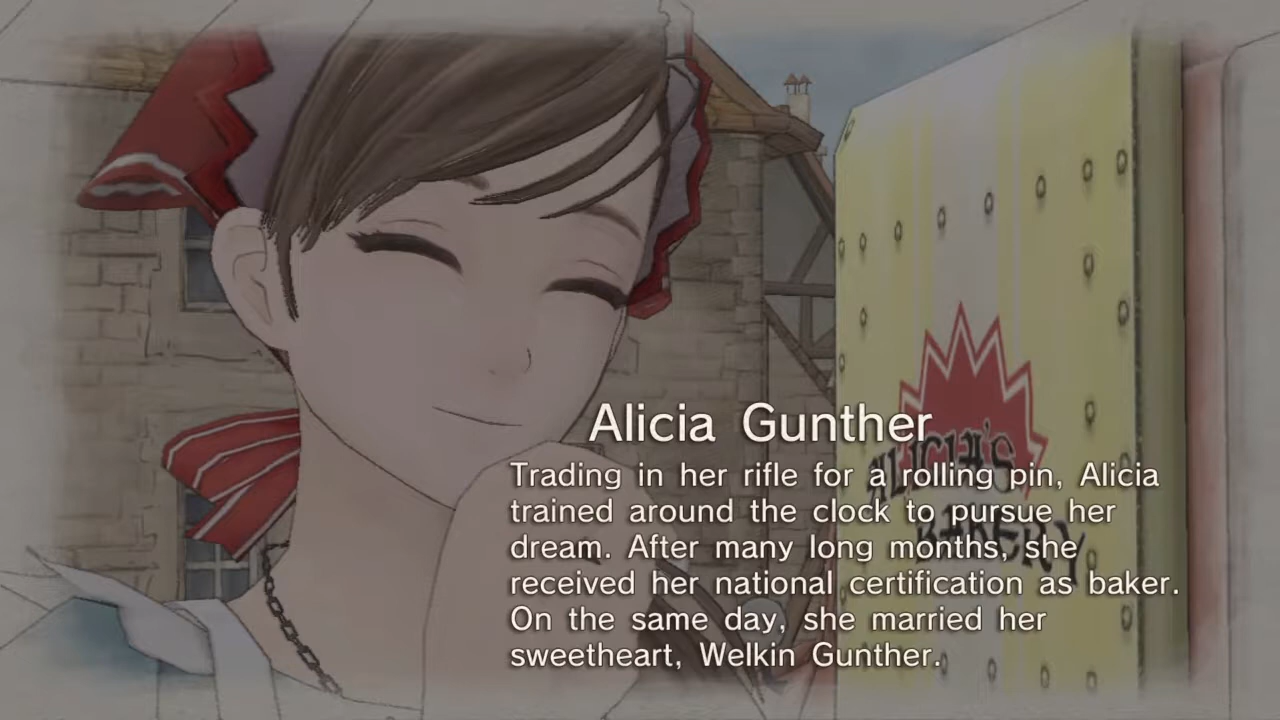 ALICIA'S
BAKERY
Alicia Gunther
Trading in her rifle for a rolling pin, Alicia
trained around the clock to pursue her
dream. After many long months, she
received her national certification as baker.
On the same day, she married her
sweetheart, Welkin Gunther.